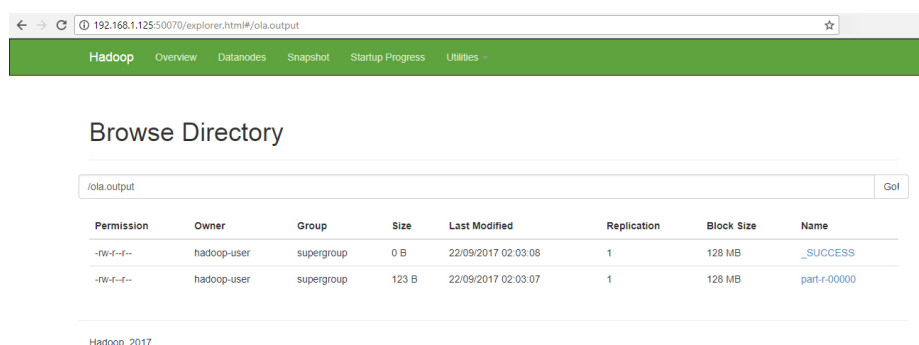 192.168.1.125:50070/explorer.html#/ola.output
Hadoop Overview Datanodes Snapshot Startup Progress Utilities
Browse Directory
/ola.output Go!
Permission Owner Group Size Last Modified Replication Block Size Name
-rw-r--r-- hadoop-user supergroup 0 B 22/09/2017 02:03:08 1 128 MB _SUCCESS
-rw-r--r-- hadoop-user supergroup 123 B 22/09/2017 02:03:07 1 128 MB part-r-00000
Hadoop, 2017.